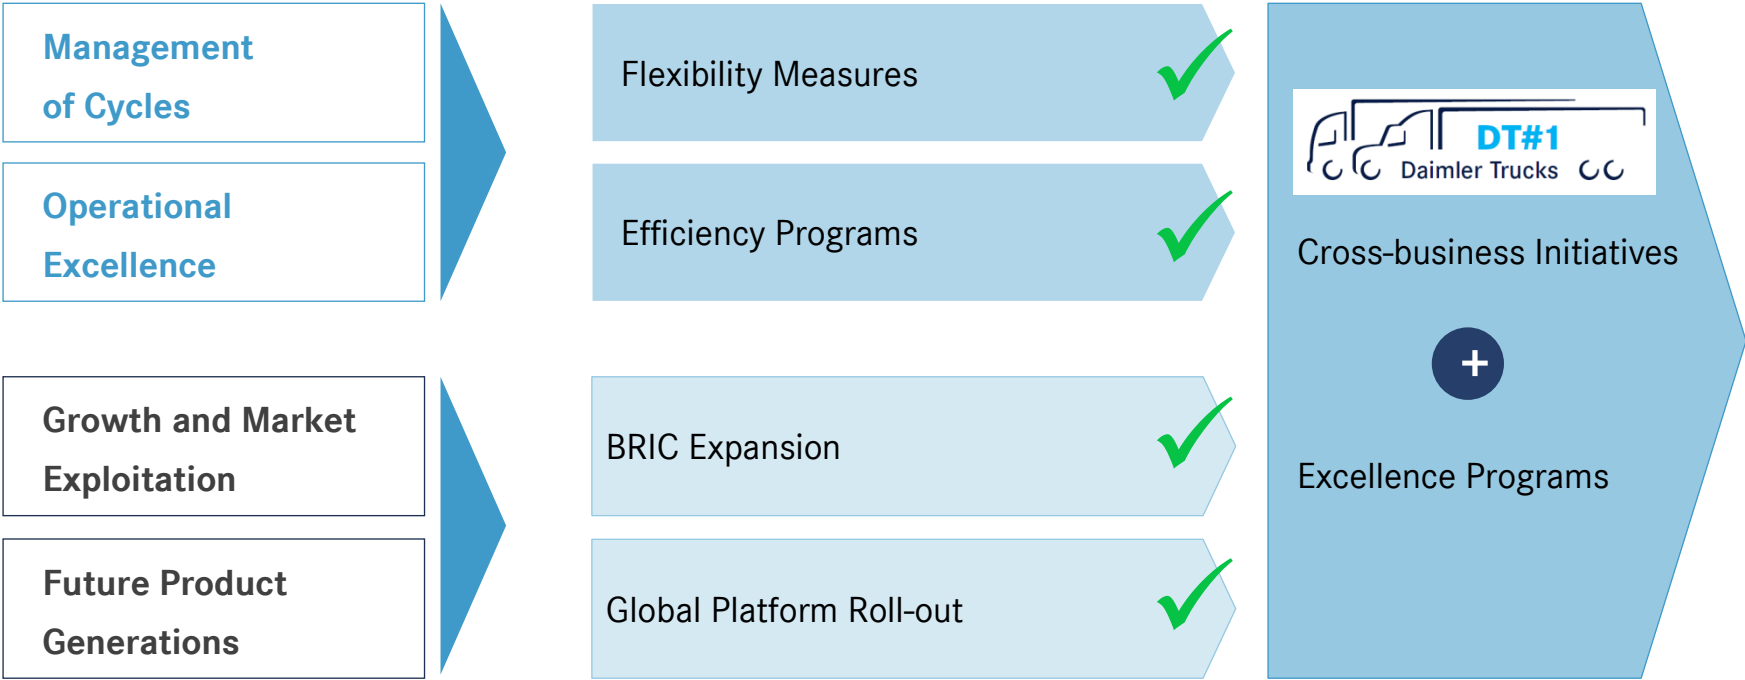 Management
of Cycles
Flexibility Measures
Operational
Excellence
Efficiency Programs
Growth and Market
Exploitation
BRIC Expansion
Future Product
Generations
Global Platform Roll-out
DT#1
Daimler Trucks
Cross-business Initiatives
+
Excellence Programs